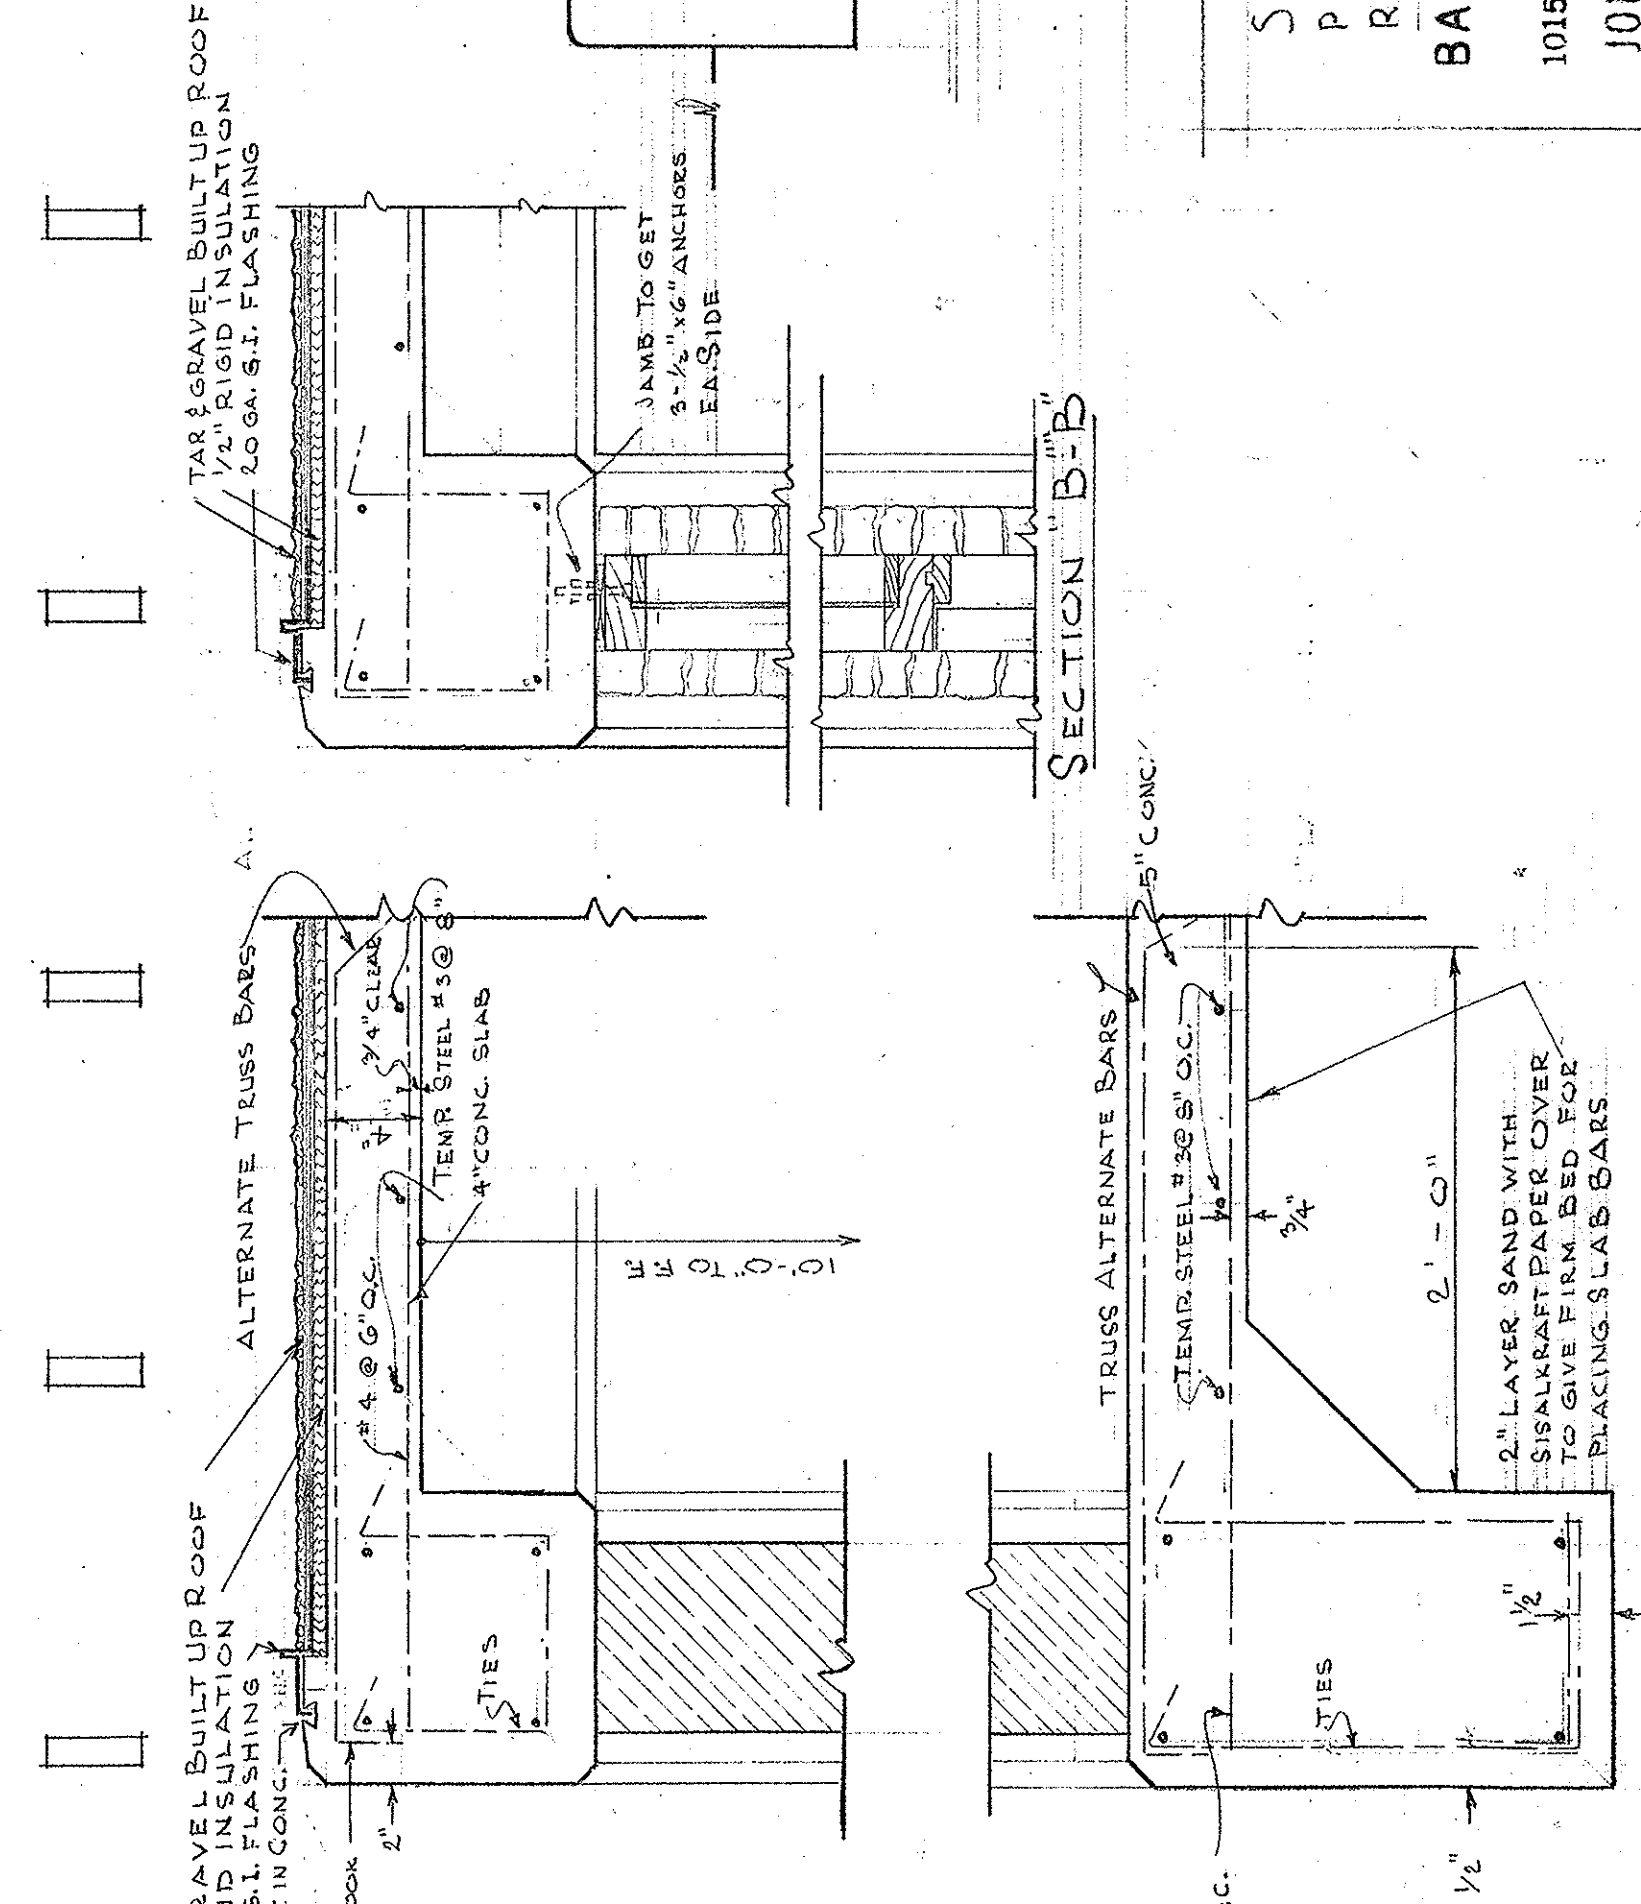 TAR & GRAVEL BUILT UP ROOF
1/2" RIGID INSULATION
20 GA. G.I. FLASHING
JAMB TO GET
3-1/2"x6" ANCHORS
EA. SIDE
SECTION "B-B"
S
P
R
BA
1015
101
RAVEL BUILT UP ROOF
ND INSULATION
G.I. FLASHING
IN CONC.
OOK
2"
ALTERNATE TRUSS BARS
A
3/4" CLEAR
4"
#4 @ 6" O.C.
TEMP. STEEL #3 @ 8"
4" CONC. SLAB
TIES
10'-0" TO F.F.
5" CONC.
TRUSS ALTERNATE BARS
TEMP. STEEL #3 @ 8" O.C.
3/4"
2'-0"
TIES
1 1/2"
.C.
1/2"
2" LAYER SAND WITH
SISALKRAFT PAPER OVER
TO GIVE FIRM BED FOR
PLACING SLAB BARS